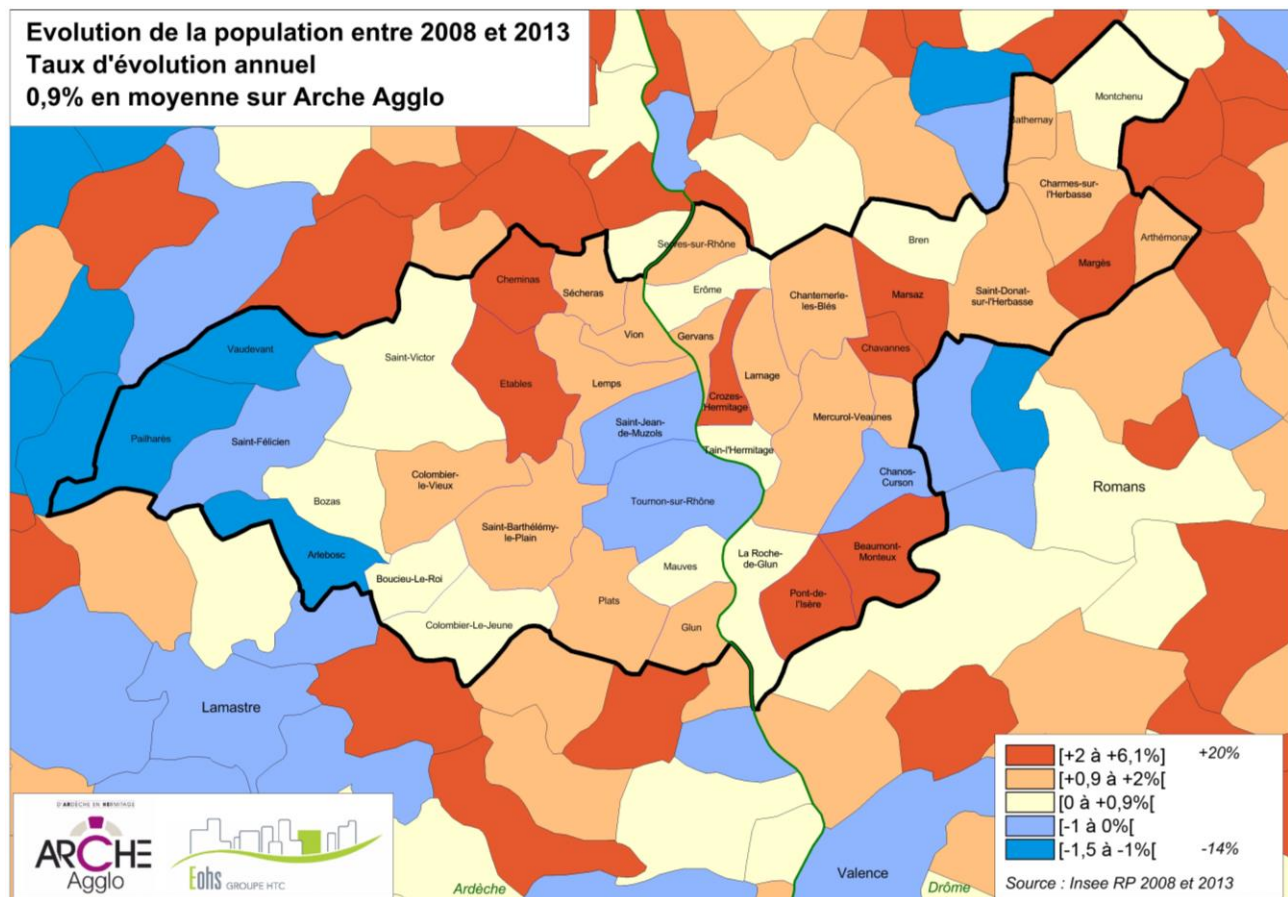 Evolution de la population entre 2008 et 2013
Taux d'évolution annuel
0,9% en moyenne sur Arche Agglo
Montchenu
Charmes-sur-
l'Herbasse
Arthémonay
Margès
Bren
Saint-Donat-
sur-l'Herbasse
Serves-sur-Rhône
Erôme
Chantemerle-
les-Blés
Marsaz
Chavannes
Cheminas
Sécheras
Vion
Gervans
Larnage
Crozes-
Hermitage
Mercurol-Veaunes
Saint-Victor
Vaudevant
Etables
Lemps
Pailharès
Saint-Félicien
Saint-Jean-
de-Muzols
Tain-l'Hermitage
Chanos-
Curson
Romans
Bozas
Colombier-
le-Vieux
Tournon-sur-Rhône
Saint-Barthélémy-
le-Plain
Arlebosc
Boucieu-Le-Roi
Mauves
La Roche-
de-Glun
Beaumont-
Monteux
Pont-de-
l'Isère
Colombier-Le-Jeune
Plats
Glun
Lamastre
Valence
Ardèche
Drôme
[+2 à +6,1%] +20%
[+0,9 à +2%[
[0 à +0,9%[
[-1 à 0%[
[-1,5 à -1%[ -14%
Source : Insee RP 2008 et 2013
D'ARDÈCHE EN HERMITAGE
ARCHE
Agglo
Eohs GROUPE HTC